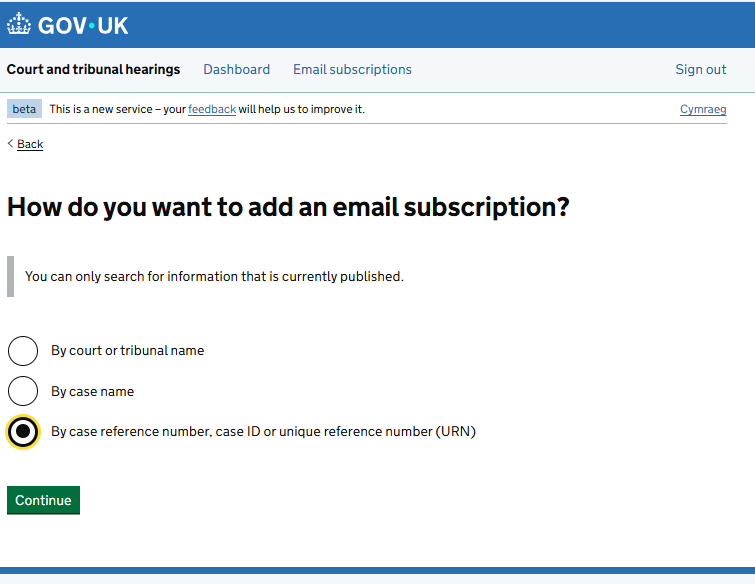 GOV•UK
Court and tribunal hearings Dashboard Email subscriptions Sign out
beta This is a new service – your feedback will help us to improve it. Cymraeg
Back
How do you want to add an email subscription?
You can only search for information that is currently published.
By court or tribunal name
By case name
By case reference number, case ID or unique reference number (URN)
Continue